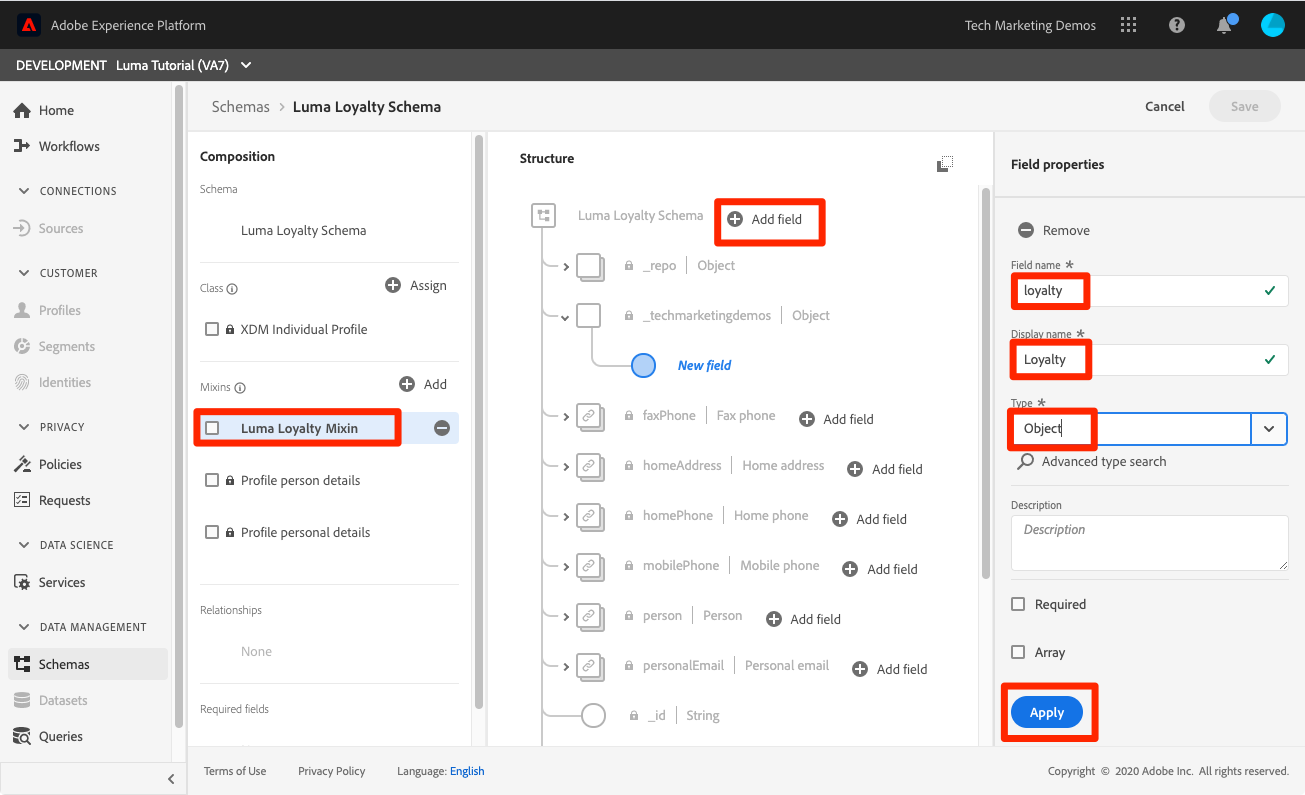 Adobe Experience Platform
Tech Marketing Demos
DEVELOPMENT Luma Tutorial (VA7)
Home
Workflows
CONNECTIONS
Sources
CUSTOMER
Profiles
Segments
Identities
PRIVACY
Policies
Requests
DATA SCIENCE
Services
DATA MANAGEMENT
Schemas
Datasets
Queries
Schemas > Luma Loyalty Schema
Cancel
Save
Composition
Schema
Luma Loyalty Schema
Class
Assign
XDM Individual Profile
Mixins
Add
Luma Loyalty Mixin
Profile person details
Profile personal details
Relationships
None
Required fields
Structure
Luma Loyalty Schema Add field
_repo | Object
_techmarketingdemos | Object
New field
faxPhone | Fax phone Add field
homeAddress | Home address Add field
homePhone | Home phone Add field
mobilePhone | Mobile phone Add field
person | Person Add field
personalEmail | Personal email Add field
_id | String
Field properties
Remove
Field name *
loyalty
Display name *
Loyalty
Type *
Object
Advanced type search
Description
Description
Required
Array
Apply
Terms of Use Privacy Policy Language: English
Copyright © 2020 Adobe Inc. All rights reserved.